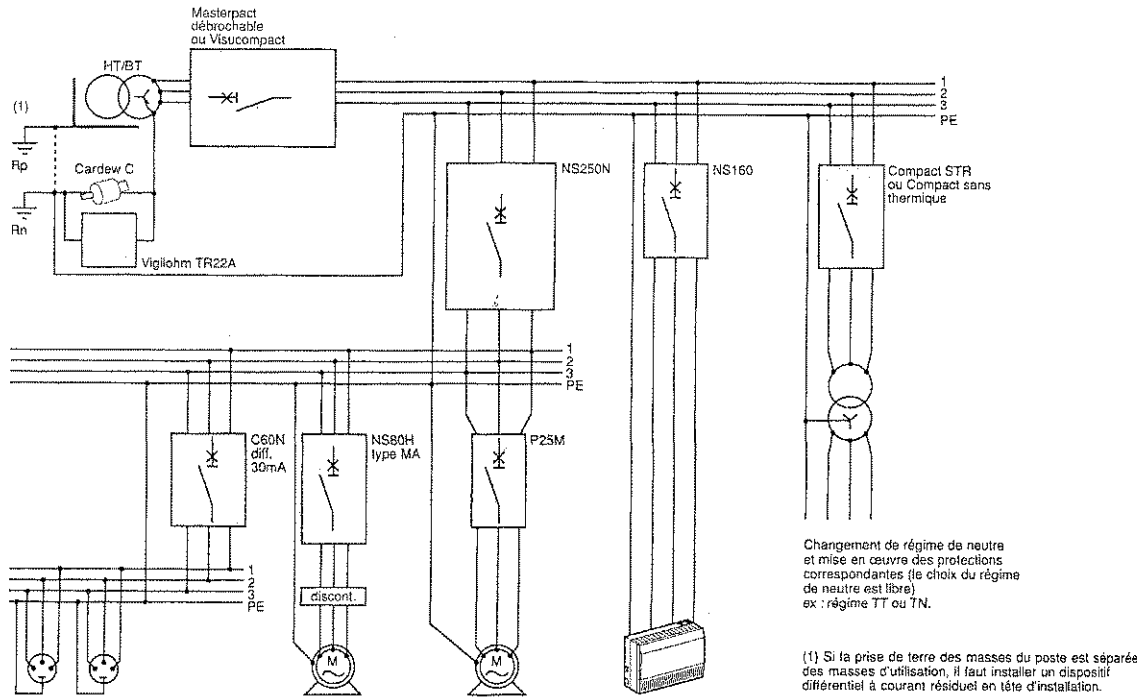 Masterpact
débrochable
ou Visucompact
HT/BT
(1)
Rp
Cardew C
Rn
Vigilohm TR22A
1
2
3
PE
NS250N
NS160
Compact STR
ou Compact sans
thermique
1
2
3
PE
C60N
diff.
30mA
NS80H
type MA
P25M
1
2
3
PE
discont.
M
M
Changement de régime de neutre
et mise en œuvre des protections
correspondantes (le choix du régime
de neutre est libre)
ex : régime TT ou TN.
(1) Si la prise de terre des masses du poste est séparée
des masses d'utilisation, il faut installer un dispositif
différentiel à courant résiduel en tête d'installation.